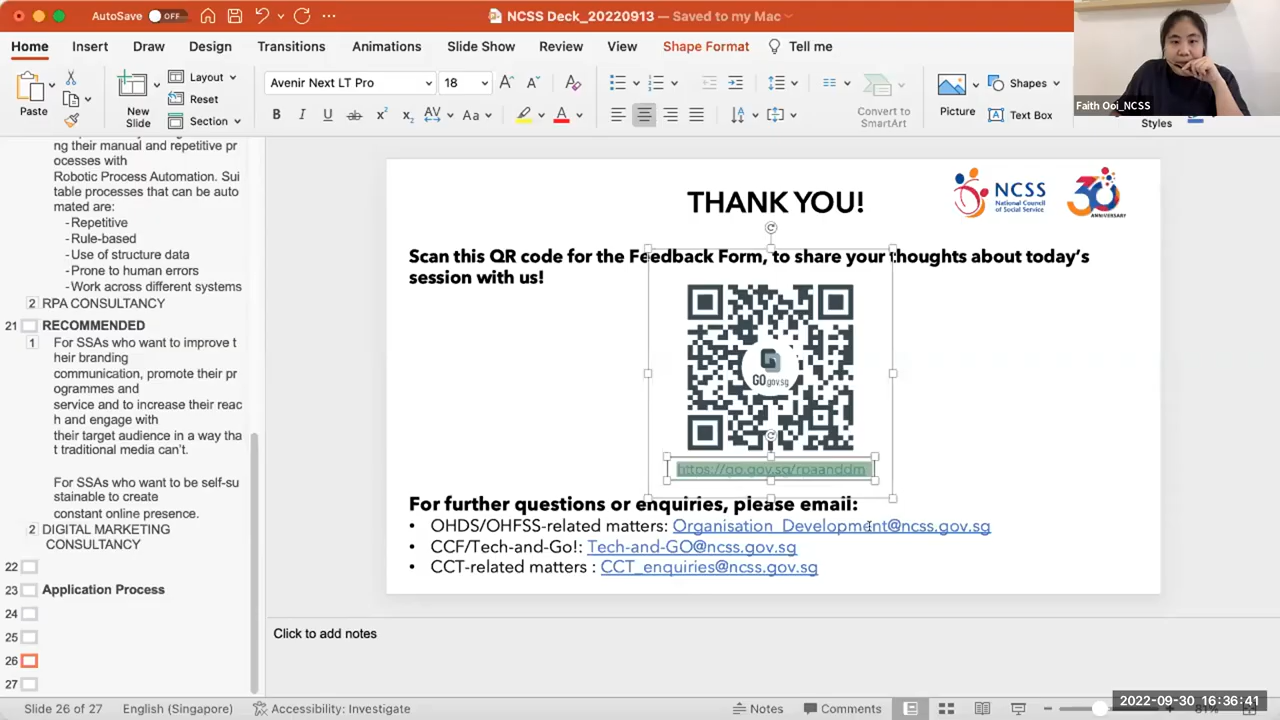 AutoSave OFF NCSS Deck_20220913 — Saved to my Mac
Home Insert Draw Design Transitions Animations Slide Show Review View Shape Format Tell me
Paste New Slide Layout Reset Section Avenir Next LT Pro 18 Convert to SmartArt Picture Shapes Text Box Styles
Faith Ooi_NCSS
ng their manual and repetitive pr
ocesses with
Robotic Process Automation. Sui
table processes that can be auto
mated are:
- Repetitive
- Rule-based
- Use of structure data
- Prone to human errors
- Work across different systems
2 RPA CONSULTANCY
21 RECOMMENDED
1 For SSAs who want to improve t
heir branding
communication, promote their pr
ogrammes and
service and to increase their reac
h and engage with
their target audience in a way tha
t traditional media can't.
For SSAs who want to be self-su
stainable to create
constant online presence.
2 DIGITAL MARKETING
CONSULTANCY
22
23 Application Process
24
25
26
27
THANK YOU!
NCSS
National Council
of Social Service
30
ANNIVERSARY
Scan this QR code for the Feedback Form, to share your thoughts about today's
session with us!
GO.gov.sg
https://go.gov.sg/rpaanddm
For further questions or enquiries, please email:
• OHDS/OHFSS-related matters: Organisation_Development@ncss.gov.sg
• CCF/Tech-and-Go!: Tech-and-GO@ncss.gov.sg
• CCT-related matters : CCT_enquiries@ncss.gov.sg
Click to add notes
Slide 26 of 27 English (Singapore) Accessibility: Investigate Notes Comments
2022-09-30 16:36:41